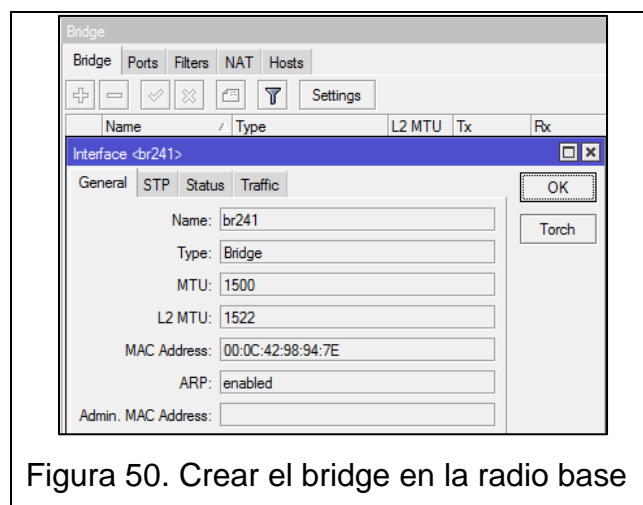 Bridge
Bridge Ports Filters NAT Hosts
Settings
Name / Type L2 MTU Tx Rx
Interface <br241>
General STP Status Traffic
OK
Name: br241
Torch
Type: Bridge
MTU: 1500
L2 MTU: 1522
MAC Address: 00:0C:42:98:94:7E
ARP: enabled
Admin. MAC Address:
Figura 50. Crear el bridge en la radio base